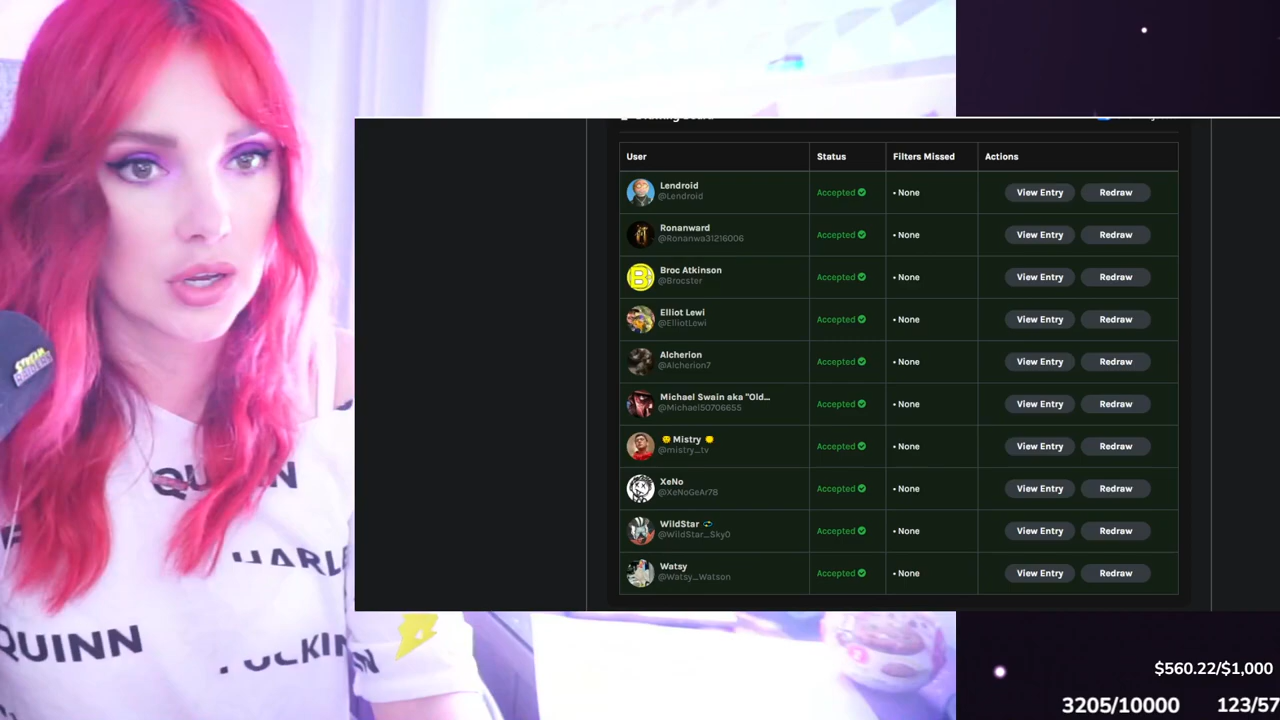 User Status Filters Missed Actions
Lendroid
@Lendroid
Accepted • None View Entry Redraw
Ronanward
@Ronanwa31216006
Accepted • None View Entry Redraw
Broc Atkinson
@Brocster
Accepted • None View Entry Redraw
Elliot Lewi
@ElliotLewi
Accepted • None View Entry Redraw
Alcherion
@Alcherion7
Accepted • None View Entry Redraw
Michael Swain aka "Old...
@Michael50706655
Accepted • None View Entry Redraw
Mistry
@mistry_tv
Accepted • None View Entry Redraw
XeNo
@XeNoGeAr7B
Accepted • None View Entry Redraw
WildStar
@WildStar_Sky0
Accepted • None View Entry Redraw
Watsy
@Watsy_Watson
Accepted • None View Entry Redraw
QUINN
HARL
QUINN
$560.22/$1,000
3205/10000 123/57